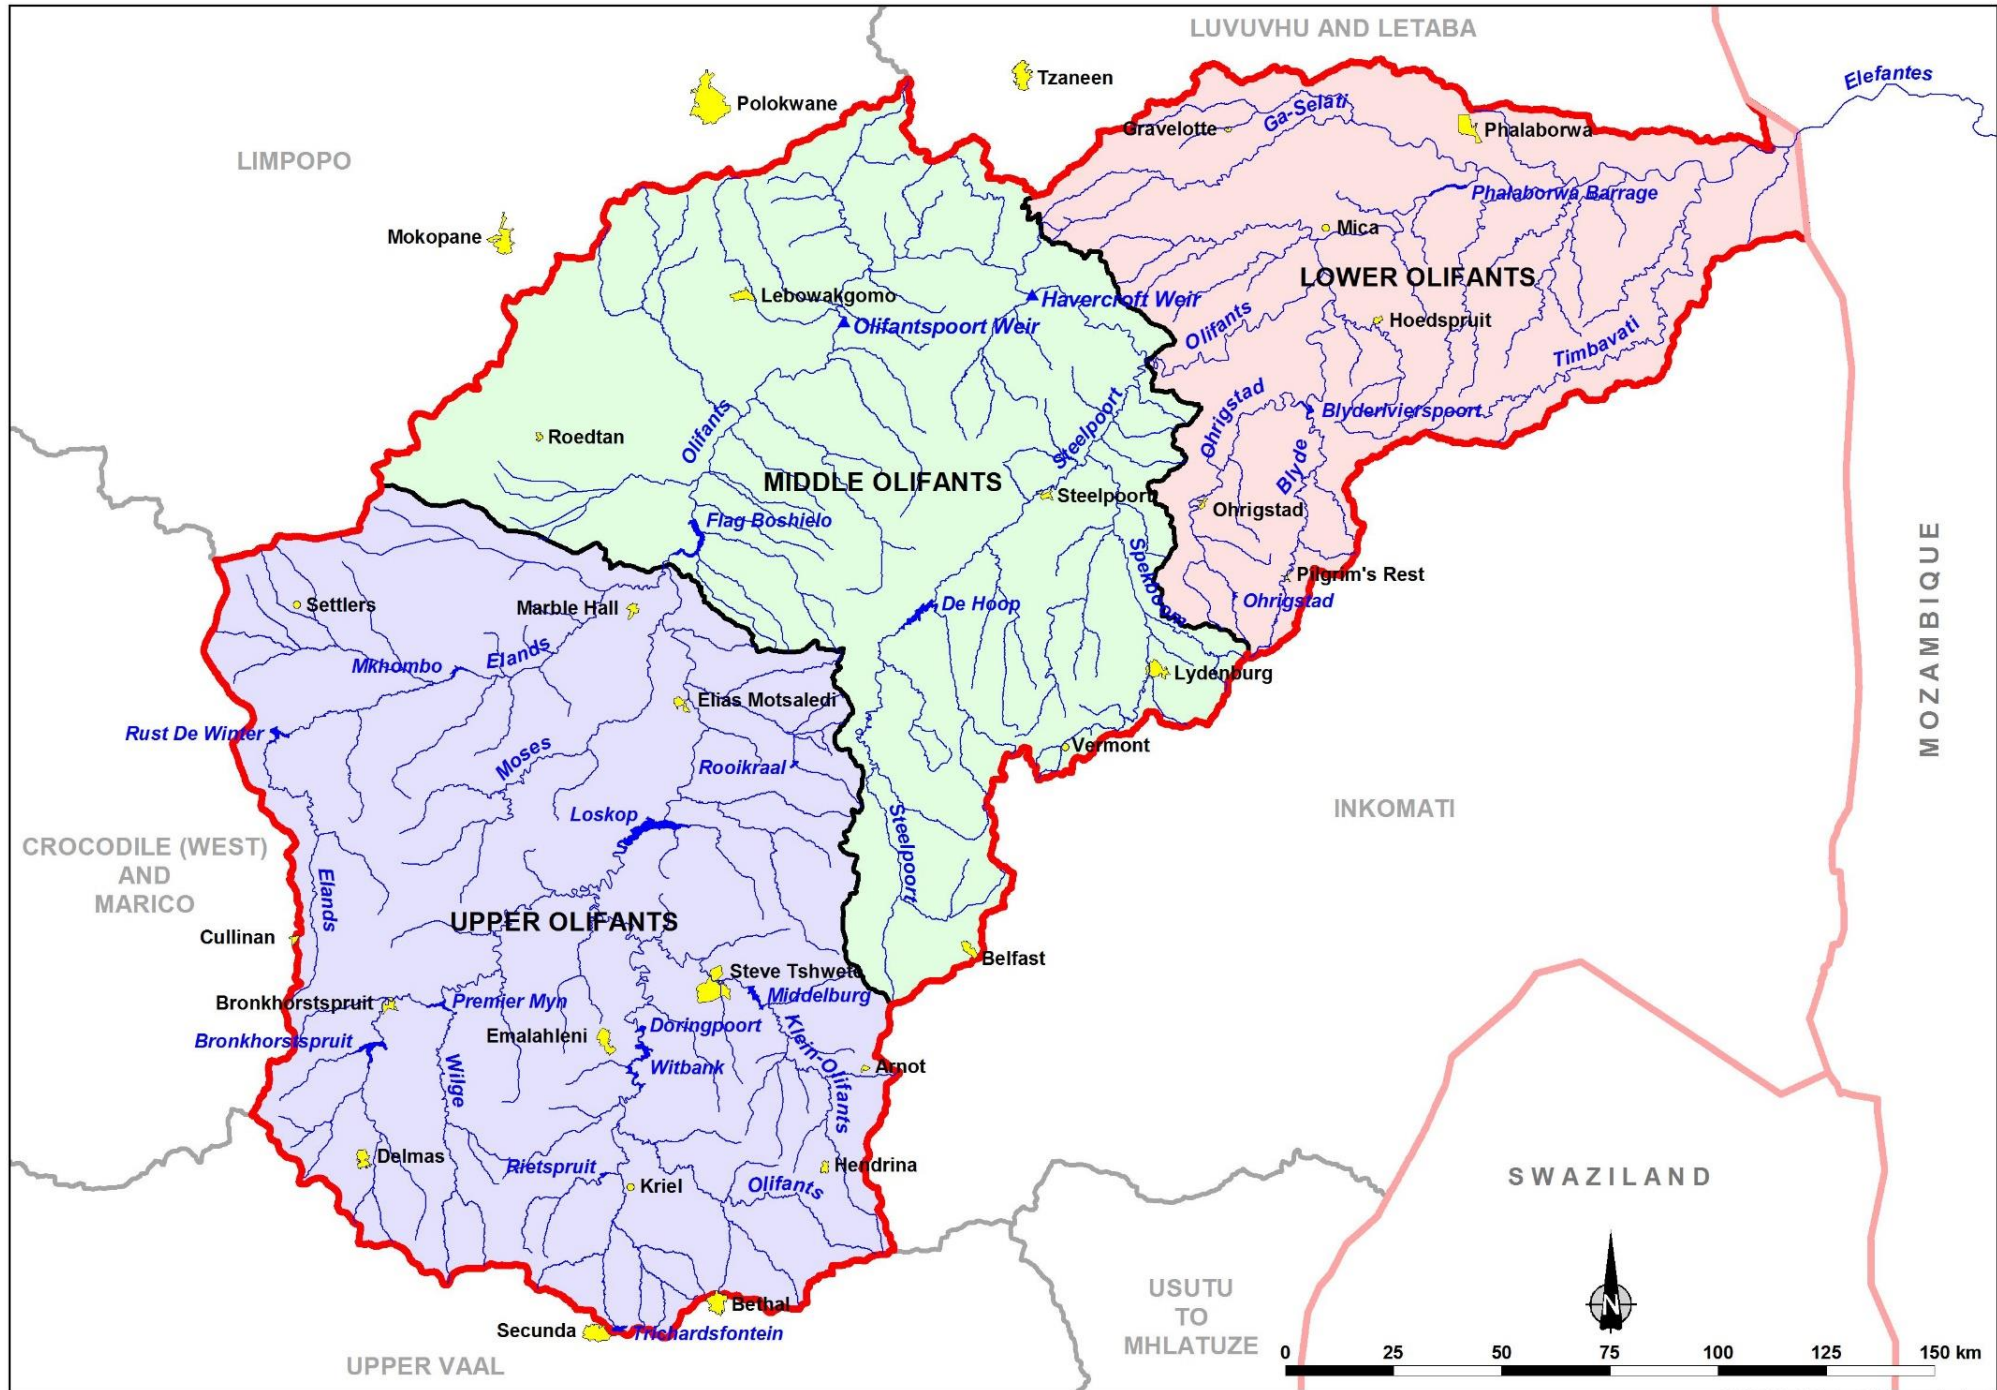 LUVUVHU AND LETABA
Tzaneen
Elefantes
Polokwane
Ga-Selati
Gravelotte
Phalaborwa
LIMPOPO
Phalaborwa Barrage
Mokopane
Mica
LOWER OLIFANTS
Lebowakgomo
Havercroft Weir
Olifantspoort Weir
Olifants
Hoedspruit
Timbavati
Ohrigstad
Blyderivierspoort
Steelpoort
Olifants
Roedtan
Blyde
MIDDLE OLIFANTS
Steelpoort
Ohrigstad
Flag Boshielo
Spekboom
Pilgrim's Rest
Ohrigstad
Settlers
Marble Hall
De Hoop
MOZAMBIQUE
Mkhombo
Elands
Lydenburg
Elias Motsaledi
Rust De Winter
Vermont
Moses
Rooikraal
Loskop
INKOMATI
Steelpoort
CROCODILE (WEST)
AND
MARICO
Elands
UPPER OLIFANTS
Cullinan
Belfast
Steve Tshwete
Middelburg
Bronkhorstspruit
Premier Myn
Doringpoort
Emalahleni
Bronkhorstspruit
Klein-Olifants
Witbank
Arnot
Wilge
Delmas
Rietspruit
Kriel
Olifants
Hendrina
SWAZILAND
N
USUTU
TO
MHLATUZE
Bethal
Secunda
Trichardsfontein
UPPER VAAL
0 25 50 75 100 125 150 km